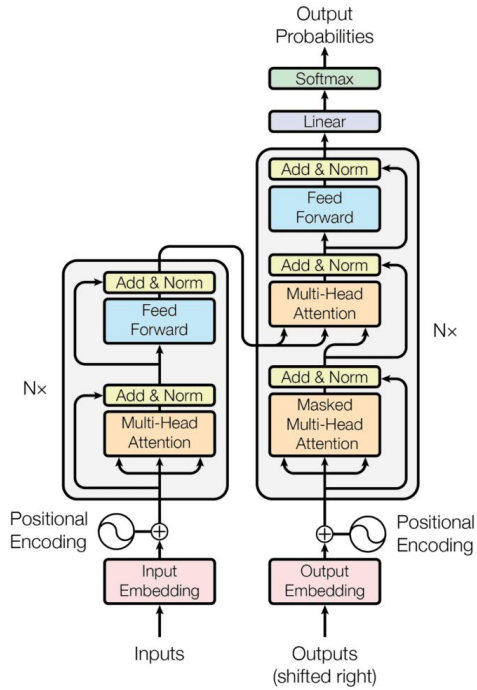 Output
Probabilities
Softmax
Linear
Add & Norm
Feed
Forward
Add & Norm
Multi-Head
Attention
Nx
Add & Norm
Masked
Multi-Head
Attention
Add & Norm
Feed
Forward
Nx
Add & Norm
Multi-Head
Attention
Positional
Encoding
Positional
Encoding
Input
Embedding
Output
Embedding
Inputs
Outputs
(shifted right)